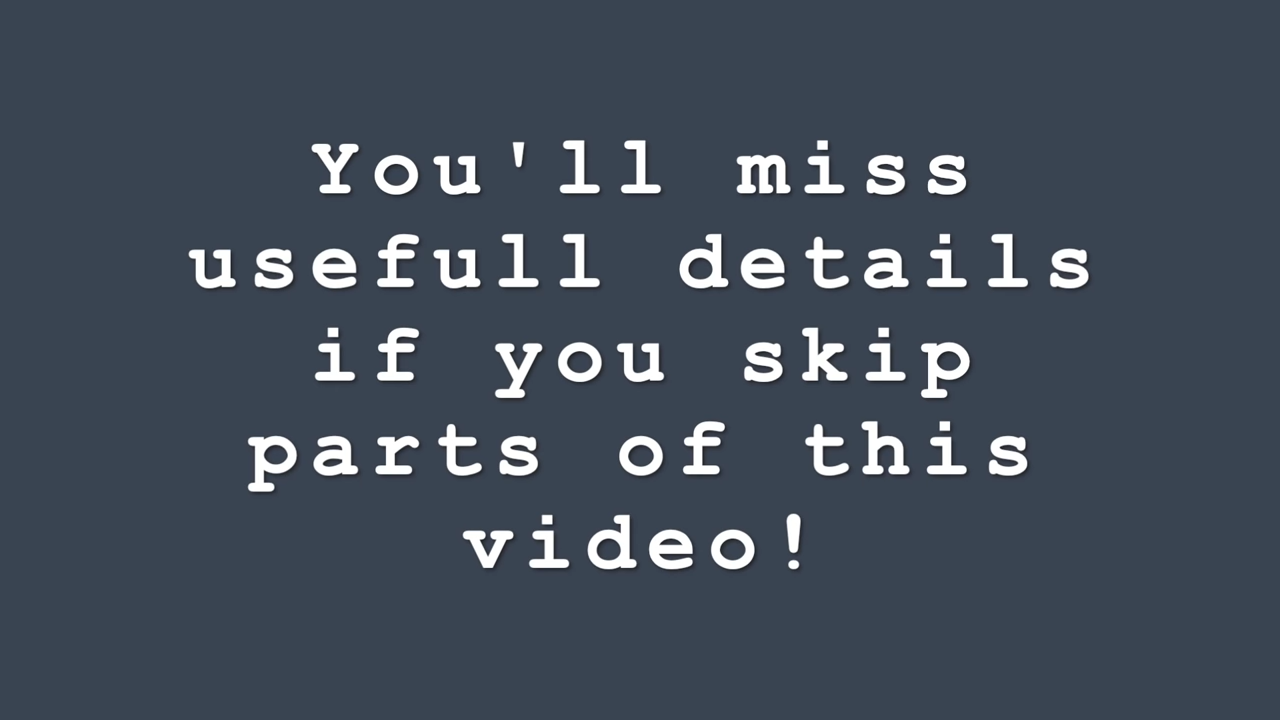 You'll miss
usefull details
if you skip
parts of this
video!